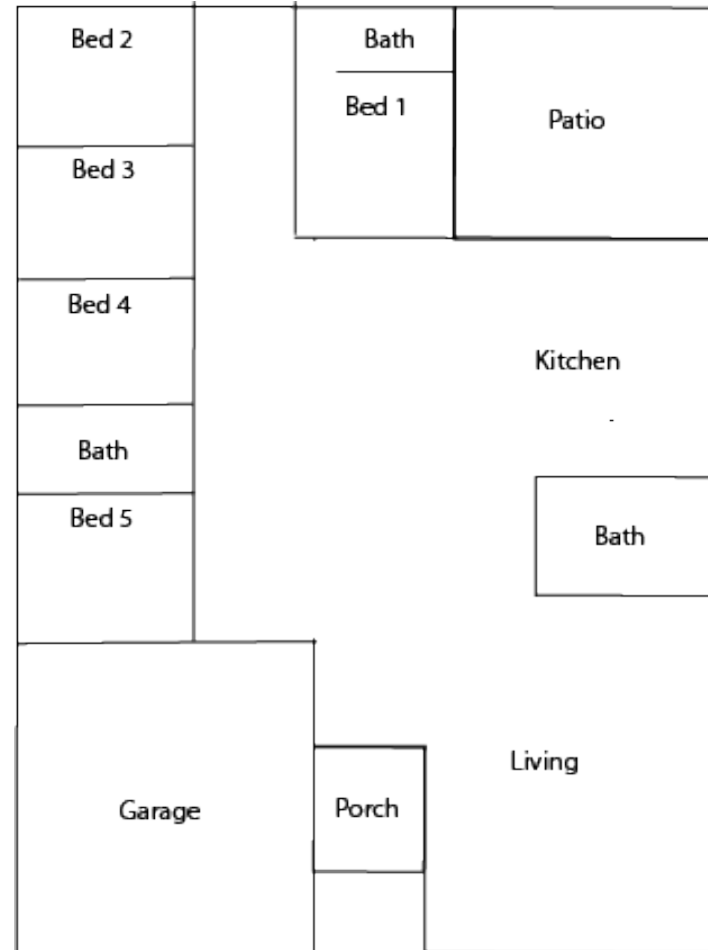 Bed 2
Bath
Bed 1
Patio
Bed 3
Bed 4
Kitchen
Bath
Bed 5
Bath
Living
Garage
Porch